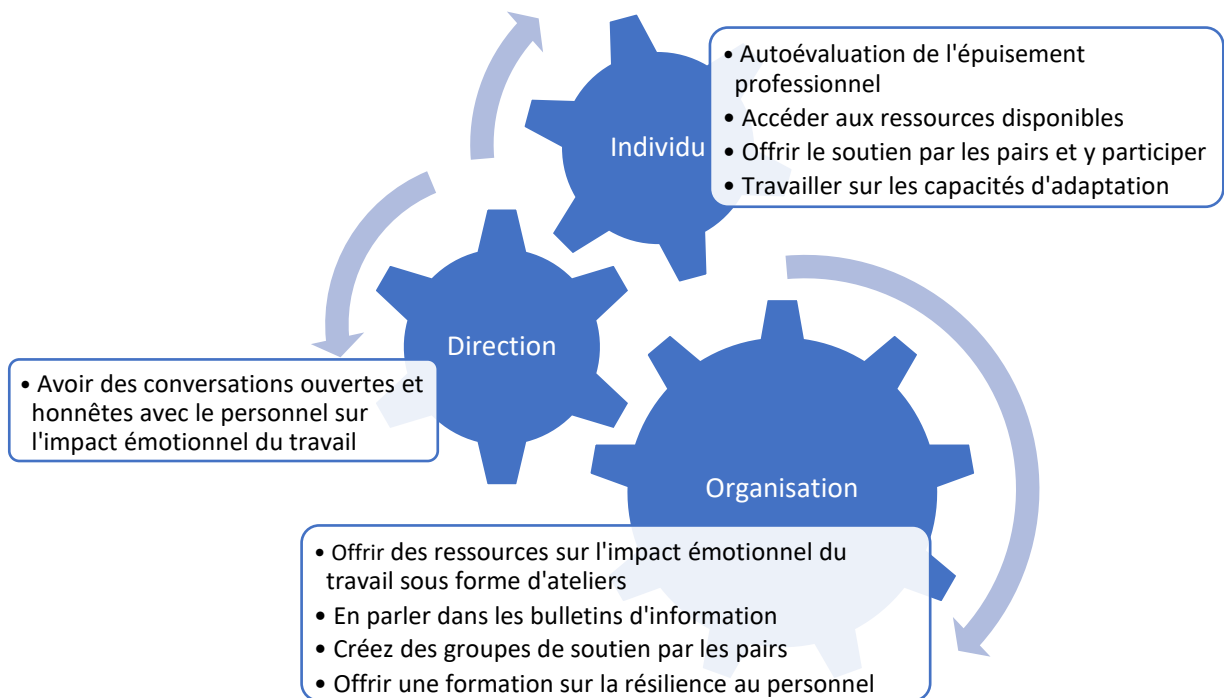 • Autoévaluation de l'épuisement
professionnel
• Accéder aux ressources disponibles
• Offrir le soutien par les pairs et y participer
• Travailler sur les capacités d'adaptation
Individu
Direction
• Avoir des conversations ouvertes et
honnêtes avec le personnel sur
l'impact émotionnel du travail
Organisation
• Offrir des ressources sur l'impact émotionnel du
travail sous forme d'ateliers
• En parler dans les bulletins d'information
• Créez des groupes de soutien par les pairs
• Offrir une formation sur la résilience au personnel